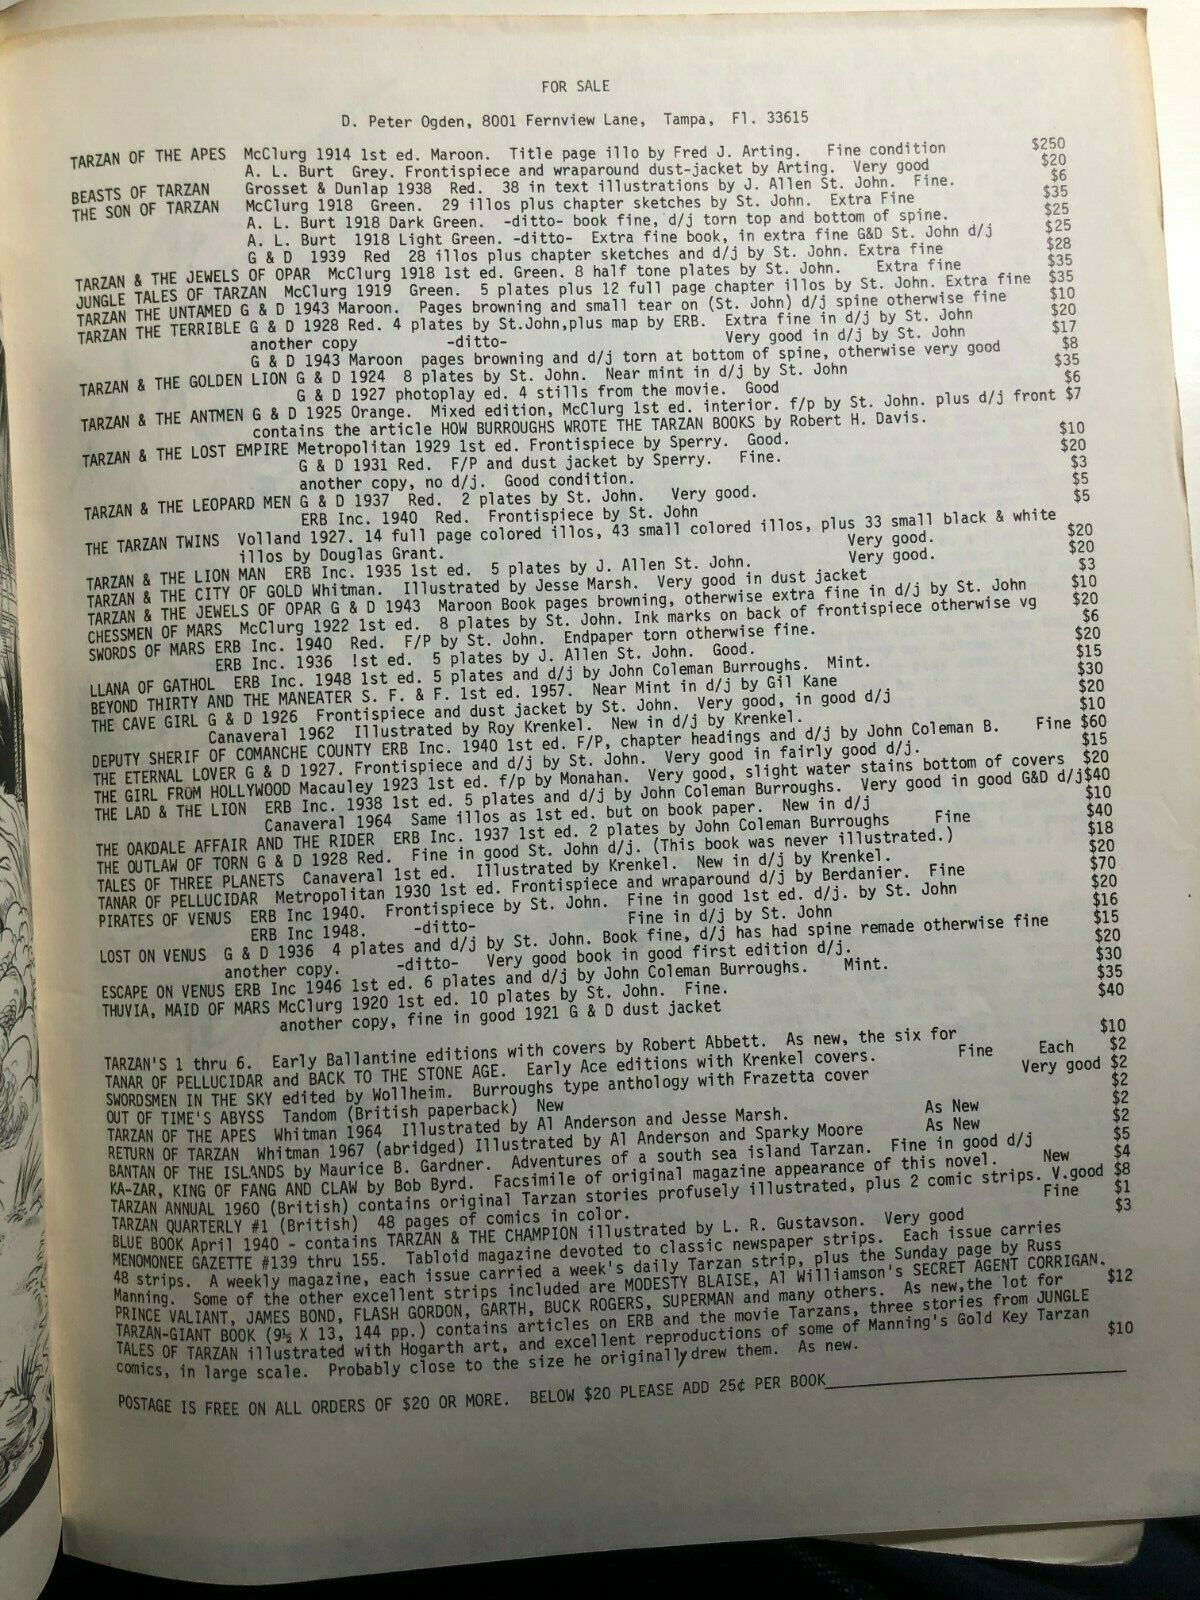 FOR SALE
D. Peter Ogden, 8001 Fernview Lane, Tampa, Fl. 33615
TARZAN OF THE APES McClurg 1914 1st ed. Maroon. Title page illo by Fred J. Arting. Fine condition $250
A. L. Burt Grey. Frontispiece and wraparound dust-jacket by Arting. Very good $20
BEASTS OF TARZAN Grosset & Dunlap 1938 Red. 38 in text illustrations by J. Allen St. John. Fine. $6
THE SON OF TARZAN McClurg 1918 Green. 29 illos plus chapter sketches by St. John. Extra Fine $35
A. L. Burt 1918 Dark Green. -ditto- book fine, d/j torn top and bottom of spine. $25
A. L. Burt 1918 Light Green. -ditto- Extra fine book, in extra fine G&D St. John d/j $25
G & D 1939 Red 28 illos plus chapter sketches and d/j by St. John. Extra fine $28
TARZAN & THE JEWELS OF OPAR McClurg 1918 1st ed. Green. 8 half tone plates by St. John. Extra fine $35
JUNGLE TALES OF TARZAN McClurg 1919 Green. 5 plates plus 12 full page chapter illos by St. John. Extra fine $35
TARZAN THE UNTAMED G & D 1943 Maroon. Pages browning and small tear on (St. John) d/j spine otherwise fine $10
TARZAN THE TERRIBLE G & D 1928 Red. 4 plates by St.John,plus map by ERB. Extra fine in d/j by St. John $20
another copy -ditto- Very good in d/j by St. John $17
G & D 1943 Maroon pages browning and d/j torn at bottom of spine, otherwise very good $8
TARZAN & THE GOLDEN LION G & D 1924 8 plates by St. John. Near mint in d/j by St. John $35
G & D 1927 photoplay ed. 4 stills from the movie. Good $6
TARZAN & THE ANTMEN G & D 1925 Orange. Mixed edition, McClurg 1st ed. interior. f/p by St. John. plus d/j front $7
contains the article HOW BURROUGHS WROTE THE TARZAN BOOKS by Robert H. Davis.
TARZAN & THE LOST EMPIRE Metropolitan 1929 1st ed. Frontispiece by Sperry. Good. $10
G & D 1931 Red. F/P and dust jacket by Sperry. Fine. $20
another copy, no d/j. Good condition. $3
TARZAN & THE LEOPARD MEN G & D 1937 Red. 2 plates by St. John. Very good. $5
ERB Inc. 1940 Red. Frontispiece by St. John $5
THE TARZAN TWINS Volland 1927. 14 full page colored illos, 43 small colored illos, plus 33 small black & white
illos by Douglas Grant. Very good. $20
TARZAN & THE LION MAN ERB Inc. 1935 1st ed. 5 plates by J. Allen St. John. Very good. $20
TARZAN & THE CITY OF GOLD Whitman. Illustrated by Jesse Marsh. Very good in dust jacket $3
TARZAN & THE JEWELS OF OPAR G & D 1943 Maroon Book pages browning, otherwise extra fine in d/j by St. John $10
CHESSMEN OF MARS McClurg 1922 1st ed. 8 plates by St. John. Ink marks on back of frontispiece otherwise vg $20
SWORDS OF MARS ERB Inc. 1940 Red. F/P by St. John. Endpaper torn otherwise fine. $6
ERB Inc. 1936 !st ed. 5 plates by J. Allen St. John. Good. $20
LLANA OF GATHOL ERB Inc. 1948 1st ed. 5 plates and d/j by John Coleman Burroughs. Mint. $15
BEYOND THIRTY AND THE MANEATER S. F. & F. 1st ed. 1957. Near Mint in d/j by Gil Kane $30
THE CAVE GIRL G & D 1926 Frontispiece and dust jacket by St. John. Very good, in good d/j $20
Canaveral 1962 Illustrated by Roy Krenkel. New in d/j by Krenkel. $10
DEPUTY SHERIF OF COMANCHE COUNTY ERB Inc. 1940 1st ed. F/P, chapter headings and d/j by John Coleman B. Fine $60
THE ETERNAL LOVER G & D 1927. Frontispiece and d/j by St. John. Very good in fairly good d/j. $15
THE GIRL FROM HOLLYWOOD Macauley 1923 1st ed. f/p by Monahan. Very good, slight water stains bottom of covers $20
THE LAD & THE LION ERB Inc. 1938 1st ed. 5 plates and d/j by John Coleman Burroughs. Very good in good G&D d/j $40
Canaveral 1964 Same illos as 1st ed. but on book paper. New in d/j $10
THE OAKDALE AFFAIR AND THE RIDER ERB Inc. 1937 1st ed. 2 plates by John Coleman Burroughs Fine $40
THE OUTLAW OF TORN G & D 1928 Red. Fine in good St. John d/j. (This book was never illustrated.) $18
TALES OF THREE PLANETS Canaveral 1st ed. Illustrated by Krenkel. New in d/j by Krenkel. $20
TANAR OF PELLUCIDAR Metropolitan 1930 1st ed. Frontispiece and wraparound d/j by Berdanier. Fine $70
PIRATES OF VENUS ERB Inc 1940. Frontispiece by St. John. Fine in good 1st ed. d/j. by St. John $20
ERB Inc 1948. -ditto- Fine in d/j by St. John $16
LOST ON VENUS G & D 1936 4 plates and d/j by St. John. Book fine, d/j has had spine remade otherwise fine $15
another copy. -ditto- Very good book in good first edition d/j. $20
ESCAPE ON VENUS ERB Inc 1946 1st ed. 6 plates and d/j by John Coleman Burroughs. Mint. $30
THUVIA, MAID OF MARS McClurg 1920 1st ed. 10 plates by St. John. Fine. $35
another copy, fine in good 1921 G & D dust jacket $40
TARZAN'S 1 thru 6. Early Ballantine editions with covers by Robert Abbett. As new, the six for $10
TANAR OF PELLUCIDAR and BACK TO THE STONE AGE. Early Ace editions with Krenkel covers. Fine Each $2
SWORDSMEN IN THE SKY edited by Wollheim. Burroughs type anthology with Frazetta cover Very good $2
OUT OF TIME'S ABYSS Tandom (British paperback) New $2
TARZAN OF THE APES Whitman 1964 Illustrated by Al Anderson and Jesse Marsh. As New $2
RETURN OF TARZAN Whitman 1967 (abridged) Illustrated by Al Anderson and Sparky Moore As New $2
BANTAN OF THE ISLANDS by Maurice B. Gardner. Adventures of a south sea island Tarzan. Fine in good d/j $5
KA-ZAR, KING OF FANG AND CLAW by Bob Byrd. Facsimile of original magazine appearance of this novel. New $4
TARZAN ANNUAL 1960 (British) contains original Tarzan stories profusely illustrated, plus 2 comic strips. V.good $8
TARZAN QUARTERLY #1 (British) 48 pages of comics in color. Fine $1
BLUE BOOK April 1940 - contains TARZAN & THE CHAMPION illustrated by L. R. Gustavson. Very good $3
MENOMONEE GAZETTE #139 thru 155. Tabloid magazine devoted to classic newspaper strips. Each issue carries
48 strips. A weekly magazine, each issue carried a week's daily Tarzan strip, plus the Sunday page by Russ
Manning. Some of the other excellent strips included are MODESTY BLAISE, Al Williamson's SECRET AGENT CORRIGAN.
PRINCE VALIANT, JAMES BOND, FLASH GORDON, GARTH, BUCK ROGERS, SUPERMAN and many others. As new,the lot for $12
TARZAN-GIANT BOOK (9½ X 13, 144 pp.) contains articles on ERB and the movie Tarzans, three stories from JUNGLE
TALES OF TARZAN illustrated with Hogarth art, and excellent reproductions of some of Manning's Gold Key Tarzan
comics, in large scale. Probably close to the size he originally drew them. As new. $10
POSTAGE IS FREE ON ALL ORDERS OF $20 OR MORE. BELOW $20 PLEASE ADD 25¢ PER BOOK